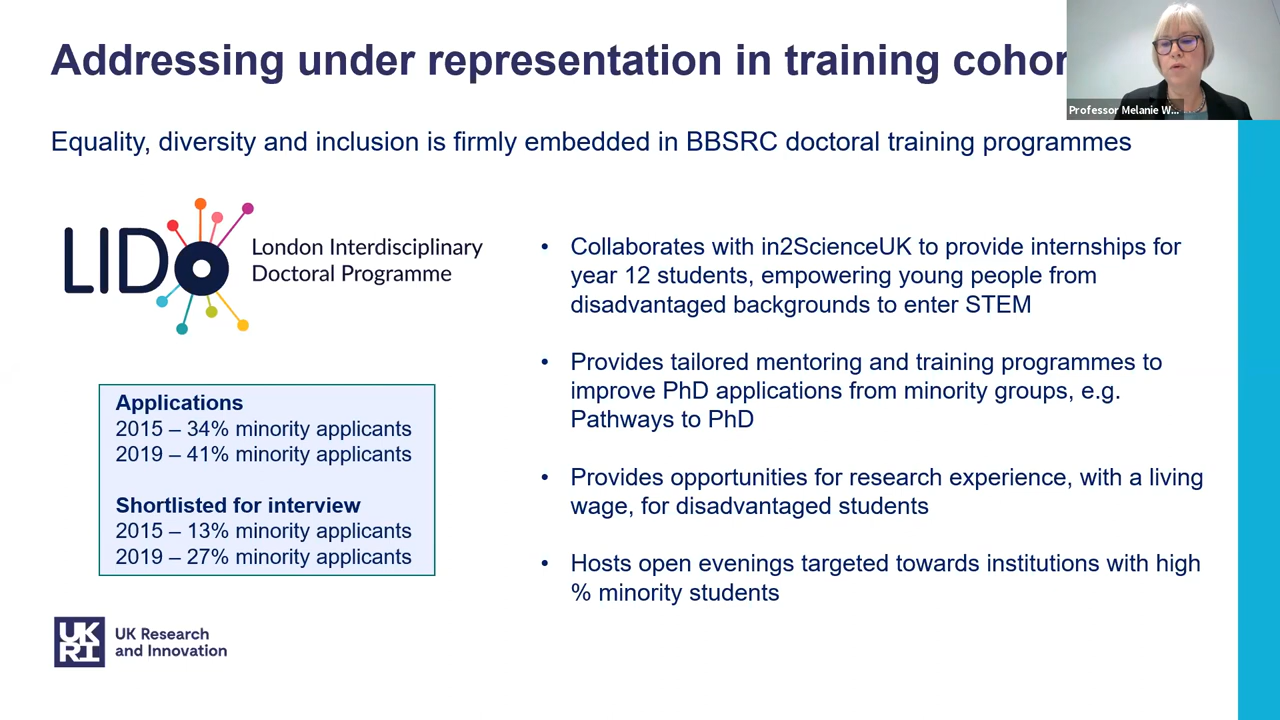 Addressing under representation in training cohor
Professor Melanie W...
Equality, diversity and inclusion is firmly embedded in BBSRC doctoral training programmes
LIDo
London Interdisciplinary
Doctoral Programme
Applications
2015 – 34% minority applicants
2019 – 41% minority applicants
Shortlisted for interview
2015 – 13% minority applicants
2019 – 27% minority applicants
• Collaborates with in2ScienceUK to provide internships for
year 12 students, empowering young people from
disadvantaged backgrounds to enter STEM
• Provides tailored mentoring and training programmes to
improve PhD applications from minority groups, e.g.
Pathways to PhD
• Provides opportunities for research experience, with a living
wage, for disadvantaged students
• Hosts open evenings targeted towards institutions with high
% minority students
UK
RI
UK Research
and Innovation